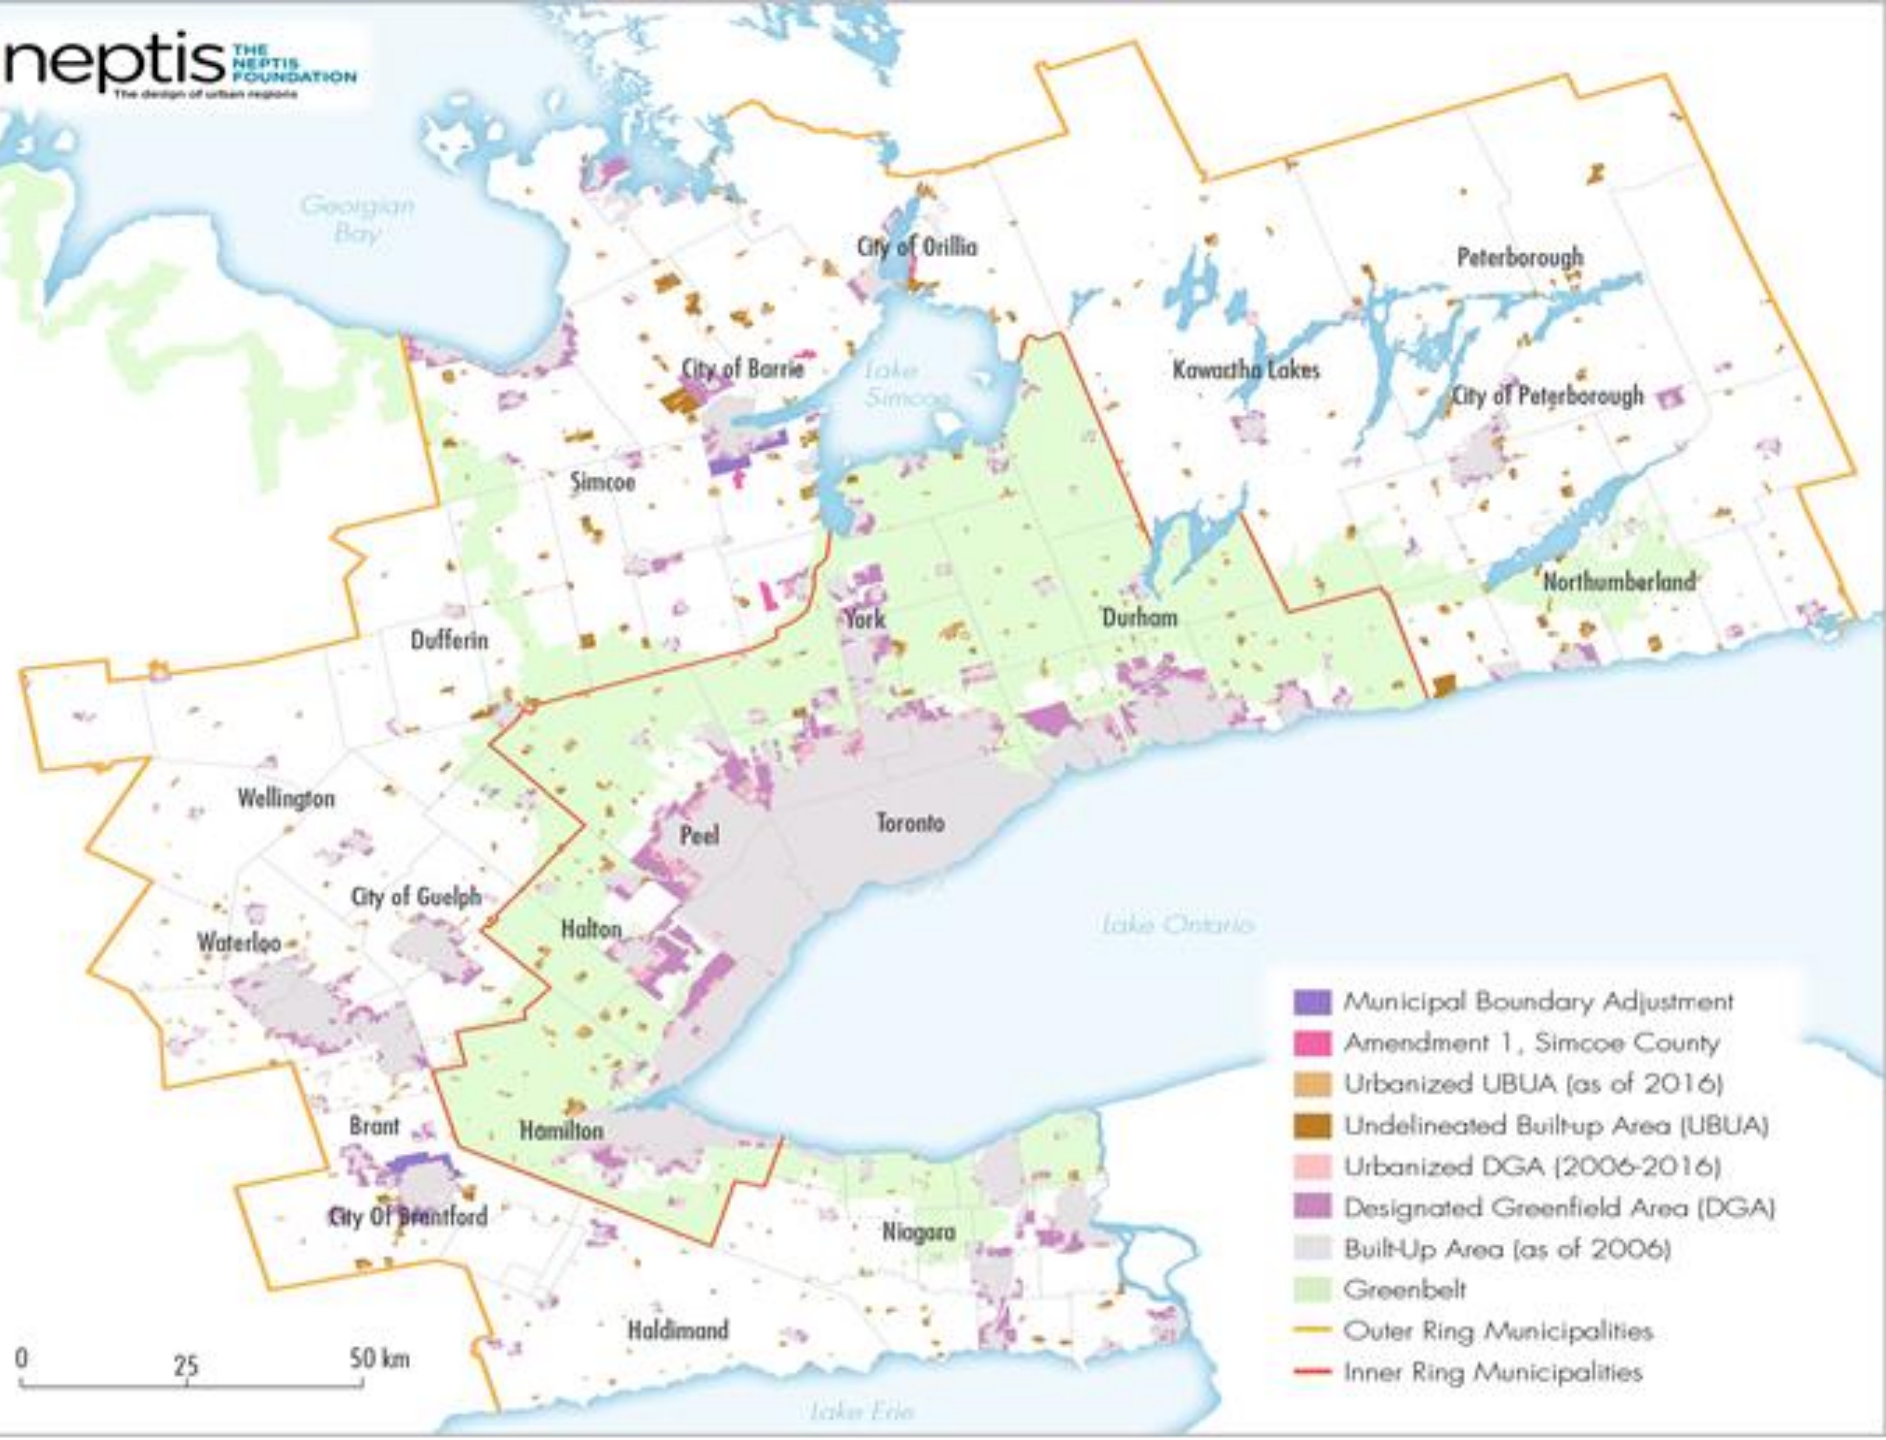 neptis
THE
NEPTIS
FOUNDATION
The design of urban regions
Georgian
Bay
City of Orillia
Peterborough
City of Barrie
Lake
Simcoe
Kawartha Lakes
City of Peterborough
Simcoe
Northumberland
York
Durham
Dufferin
Wellington
Peel
Toronto
City of Guelph
Halton
Waterloo
Lake Ontario
Brant
Hamilton
City Of Brantford
Niagara
Haldimand
Lake Erie
0
25
50 km
Municipal Boundary Adjustment
Amendment 1, Simcoe County
Urbanized UBUA (as of 2016)
Undelineated Built-up Area (UBUA)
Urbanized DGA (2006-2016)
Designated Greenfield Area (DGA)
Built-Up Area (as of 2006)
Greenbelt
Outer Ring Municipalities
Inner Ring Municipalities